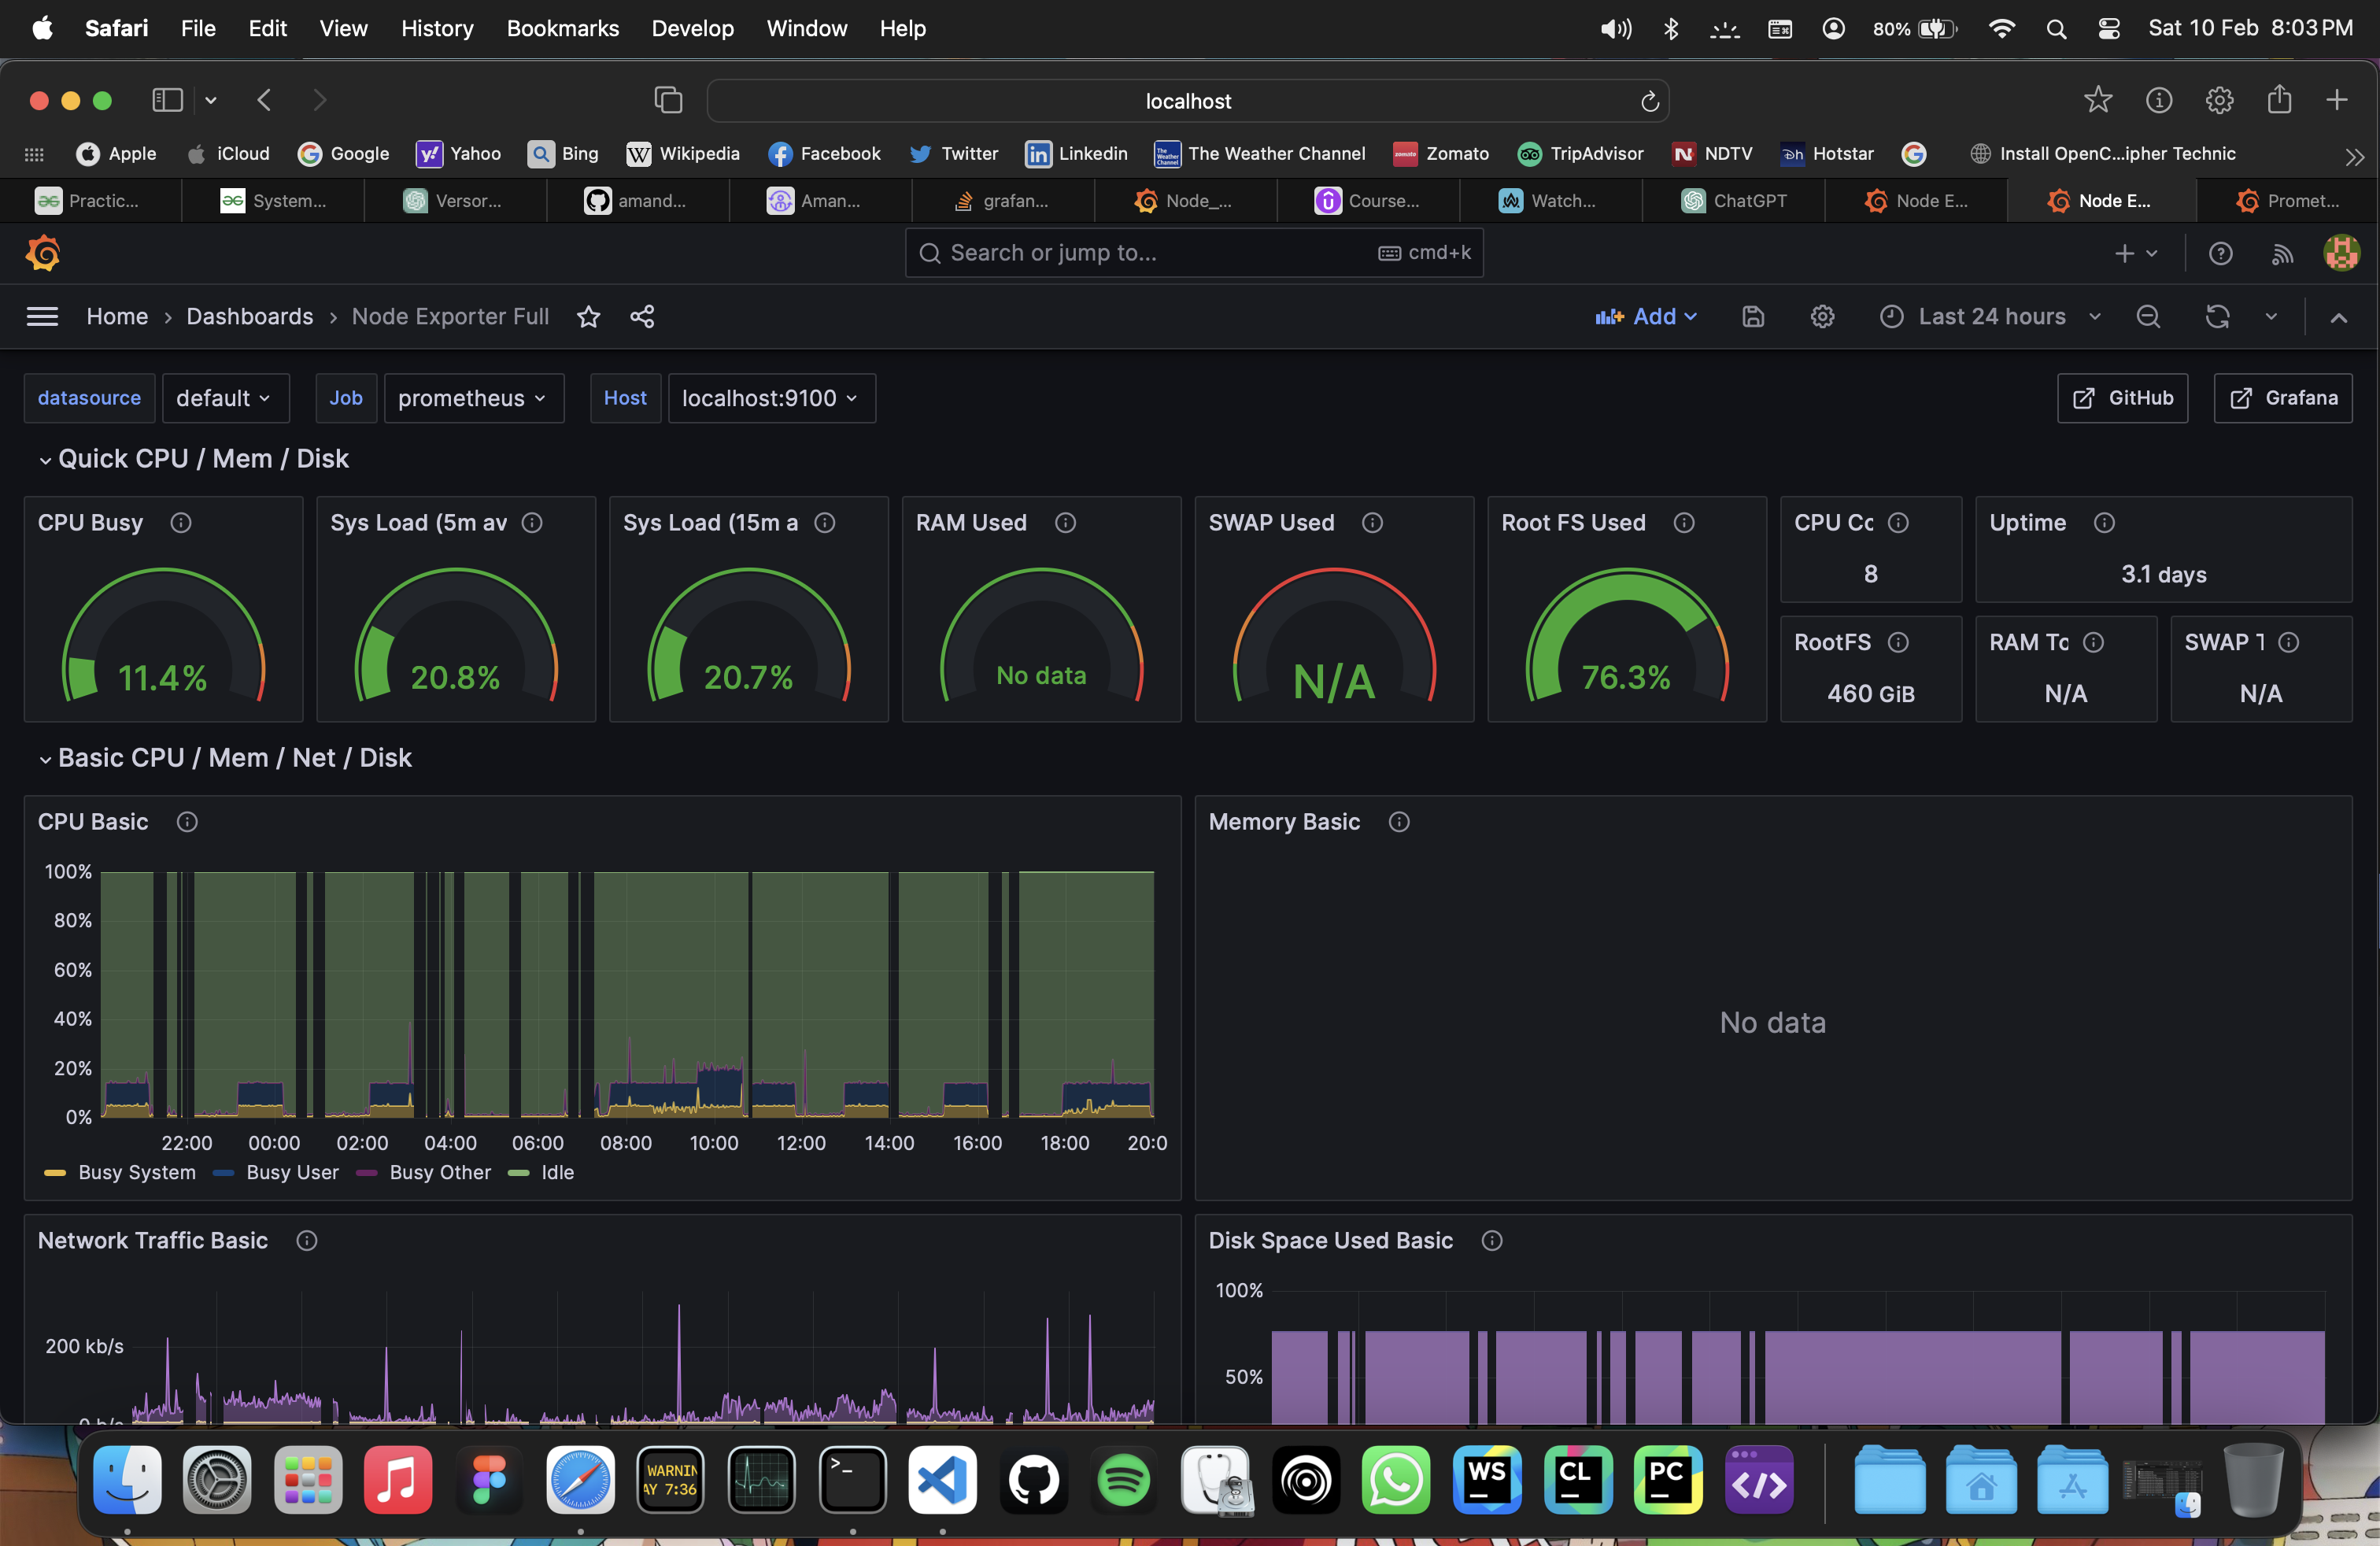 Safari File Edit View History Bookmarks Develop Window Help 80% Sat 10 Feb 8:03 PM
localhost
Apple iCloud Google Yahoo Bing Wikipedia Facebook Twitter Linkedin The Weather Channel Zomato TripAdvisor NDTV Hotstar Install OpenC...ipher Technic
Practic... System... Versor... amand... Aman... grafan... Node_... Course... Watch... ChatGPT Node E... Node E... Promet...
Search or jump to... cmd+k
Home › Dashboards › Node Exporter Full Add Last 24 hours
datasource default Job prometheus Host localhost:9100 GitHub Grafana
Quick CPU / Mem / Disk
CPU Busy Sys Load (5m av Sys Load (15m a RAM Used SWAP Used Root FS Used CPU Cc Uptime
8 3.1 days
RootFS RAM Tc SWAP T
11.4% 20.8% 20.7% No data N/A 76.3% 460 GiB N/A N/A
Basic CPU / Mem / Net / Disk
CPU Basic Memory Basic
100%
80%
60%
40%
20%
0%
22:00 00:00 02:00 04:00 06:00 08:00 10:00 12:00 14:00 16:00 18:00 20:0
Busy System Busy User Busy Other Idle
No data
Network Traffic Basic Disk Space Used Basic
200 kb/s
0 b/s
100%
50%
WARNIN
AY 7:36
WS CL PC